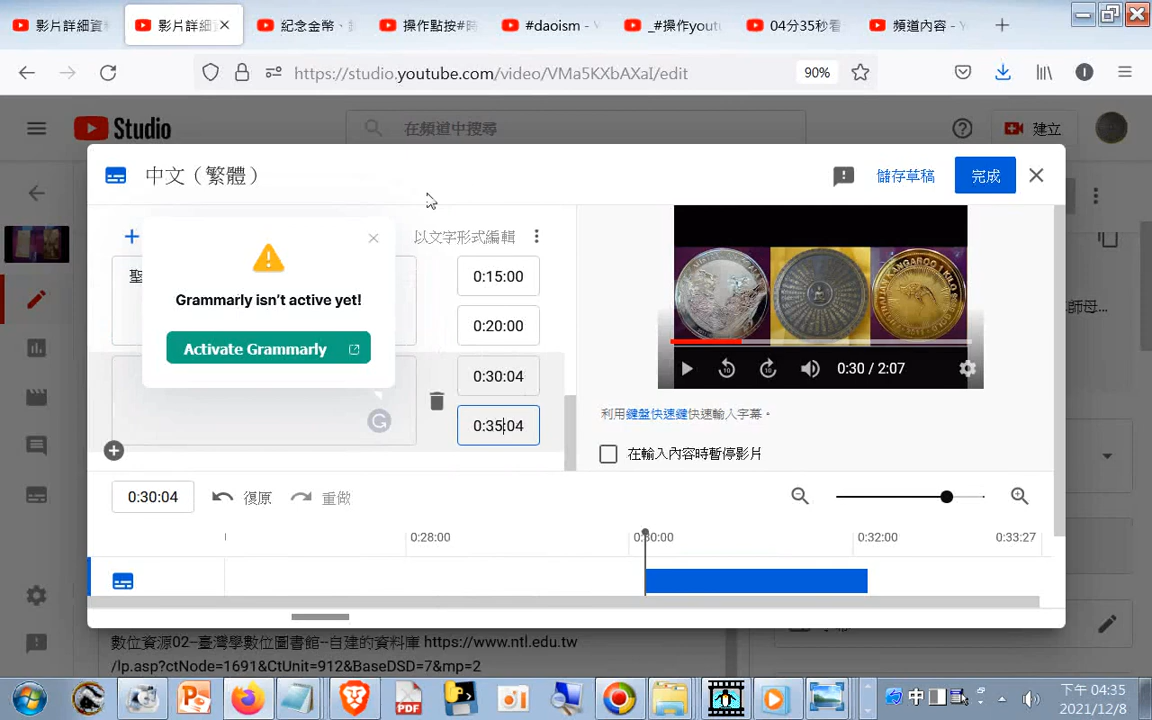 影片詳細資
影片詳細
紀念金幣、
操作點按#時
#daoism -
_#操作youtu
04分35秒看
頻道內容 - Y
https://studio.youtube.com/video/VMa5KXbAXaI/edit
90%
Studio
在頻道中搜尋
建立
中文（繁體）
儲存草稿
完成
以文字形式編輯
聖
Grammarly isn't active yet!
Activate Grammarly
0:15:00
0:20:00
0:30:04
0:35:04
0:30 / 2:07
利用鍵盤快速鍵快速輸入字幕。
在輸入內容時暫停影片
師母...
0:30:04
復原
重做
0:28:00
0:30:00
0:32:00
0:33:27
數位資源02--臺灣學數位圖書館--自建的資料庫 https://www.ntl.edu.tw
/lp.asp?ctNode=1691&CtUnit=912&BaseDSD=7&mp=2
PDF
中
下午 04:35
2021/12/8